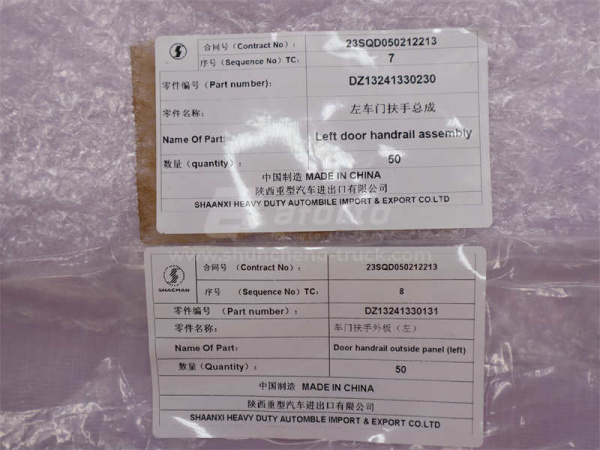 合同号（Contract No）： 23SQD050212213
序号（Sequence No）TC： 7
零件编号（Part number）： DZ13241330230
零件名称： 左车门扶手总成
Name Of Part: Left door handrail assembly
数量（quantity）： 50
中国制造 MADE IN CHINA
陕西重型汽车进出口有限公司
SHAANXI HEAVY DUTY AUTOMBILE IMPORT & EXPORT CO.LTD
www.shuncheng-truck.com
SHACMAN
合同号 （Contract No）： 23SQD050212213
序号 （Sequence No）TC： 8
零件编号 （Part number）： DZ13241330131
零件名称： 车门扶手外板（左）
Name Of Part: Door handrail outside panel (left)
数量（Quantity）： 50
中国制造 MADE IN CHINA
陕西重型汽车进出口有限公司
SHAANXI HEAVY DUTY AUTOMBILE IMPORT & EXPORT CO.LTD